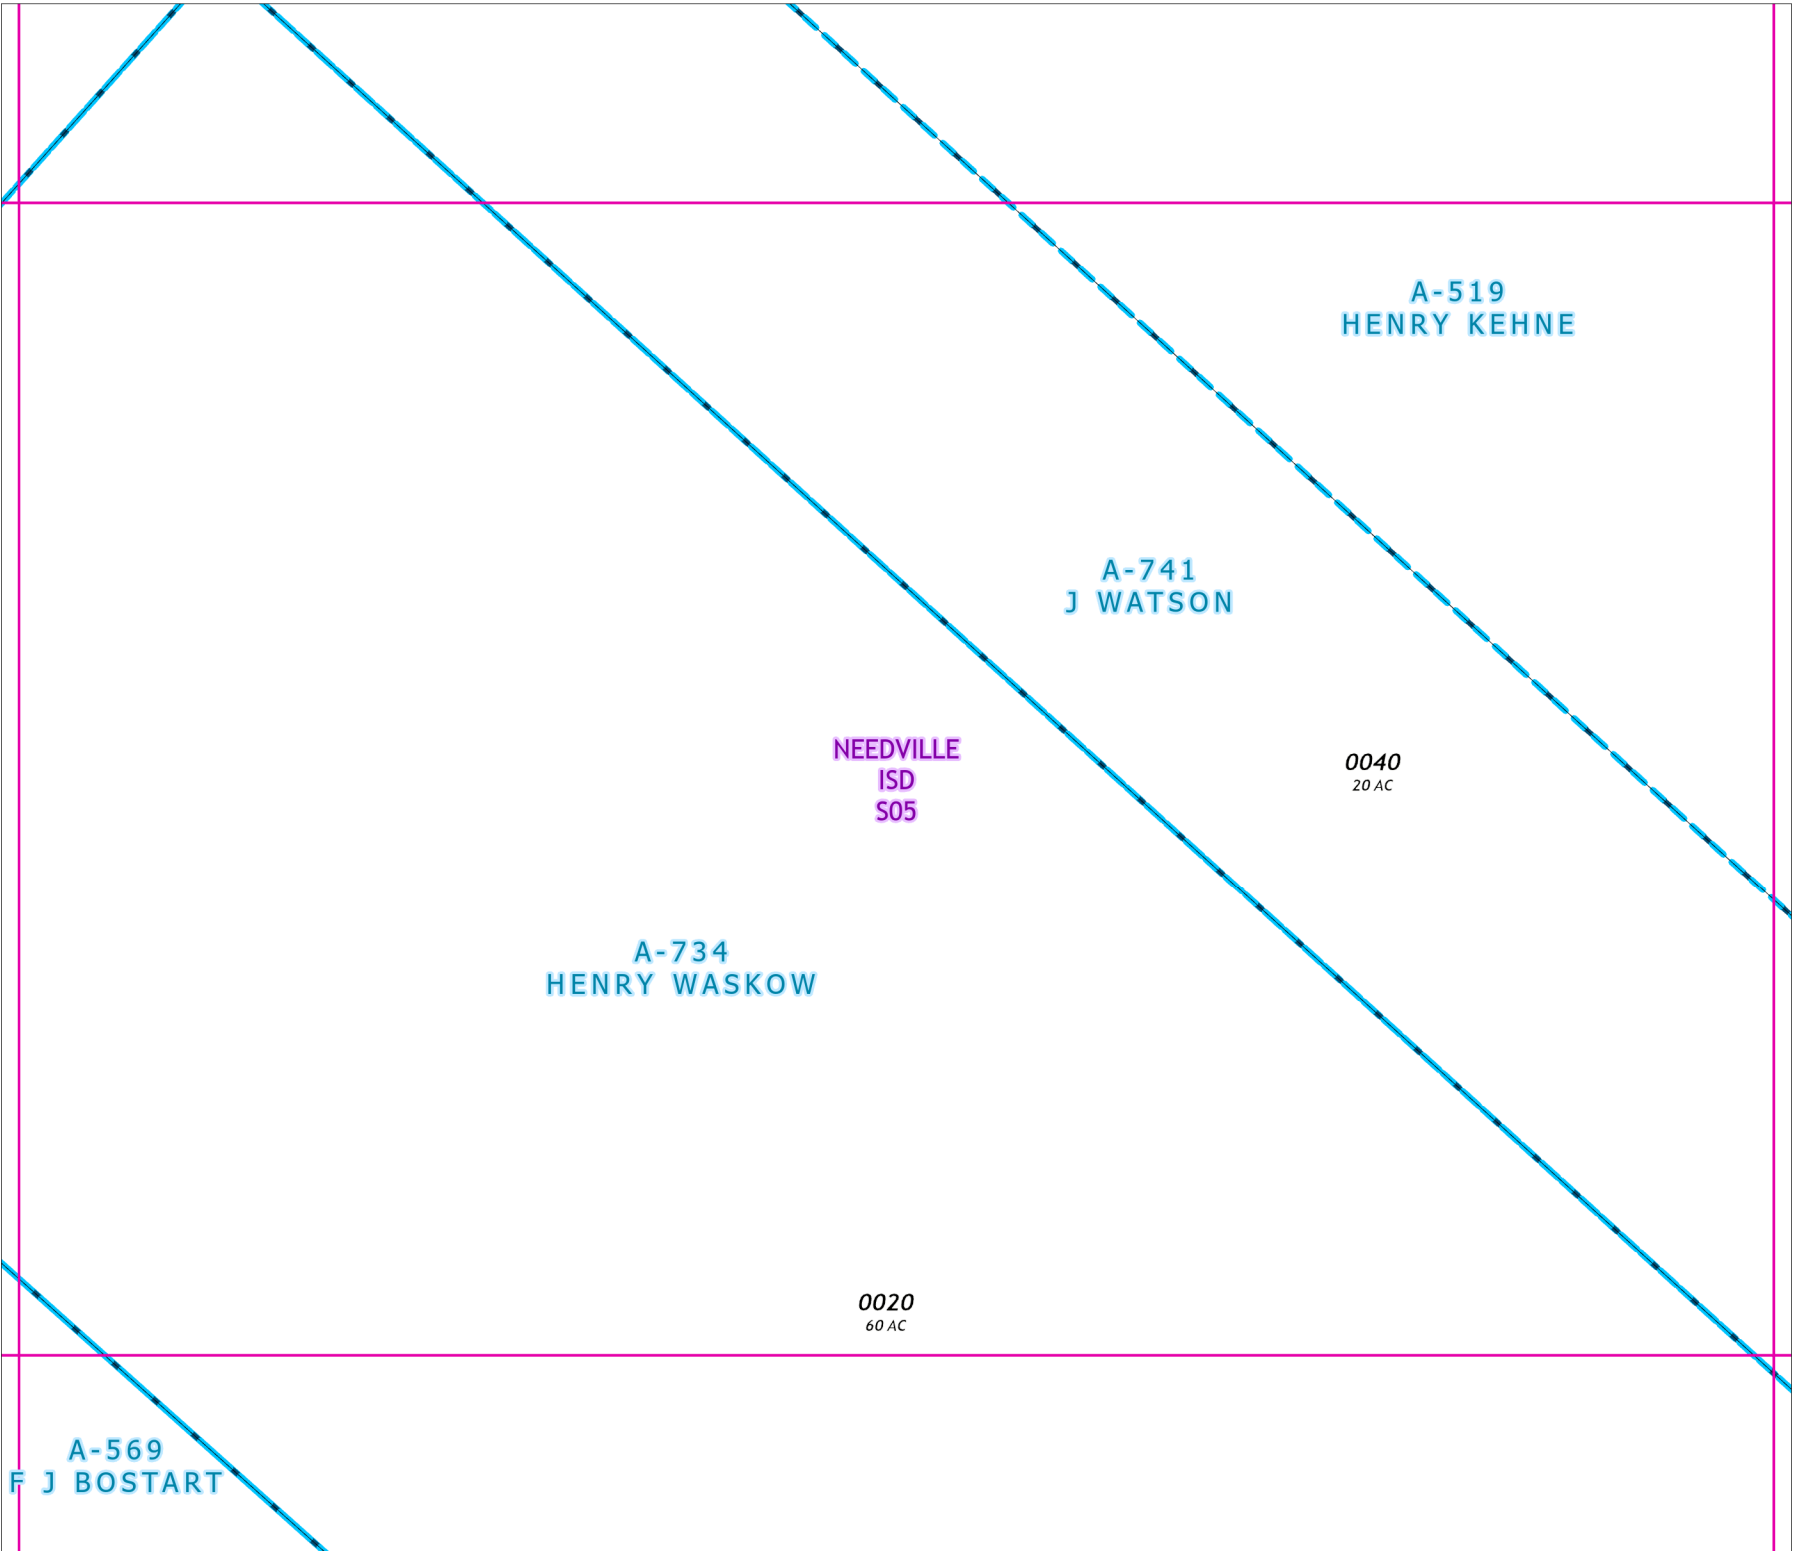 A-519
HENRY KEHNE
A-741
J WATSON
NEEDVILLE
ISD
S05
0040
20 AC
A-734
HENRY WASKOW
0020
60 AC
A-569
F J BOSTART